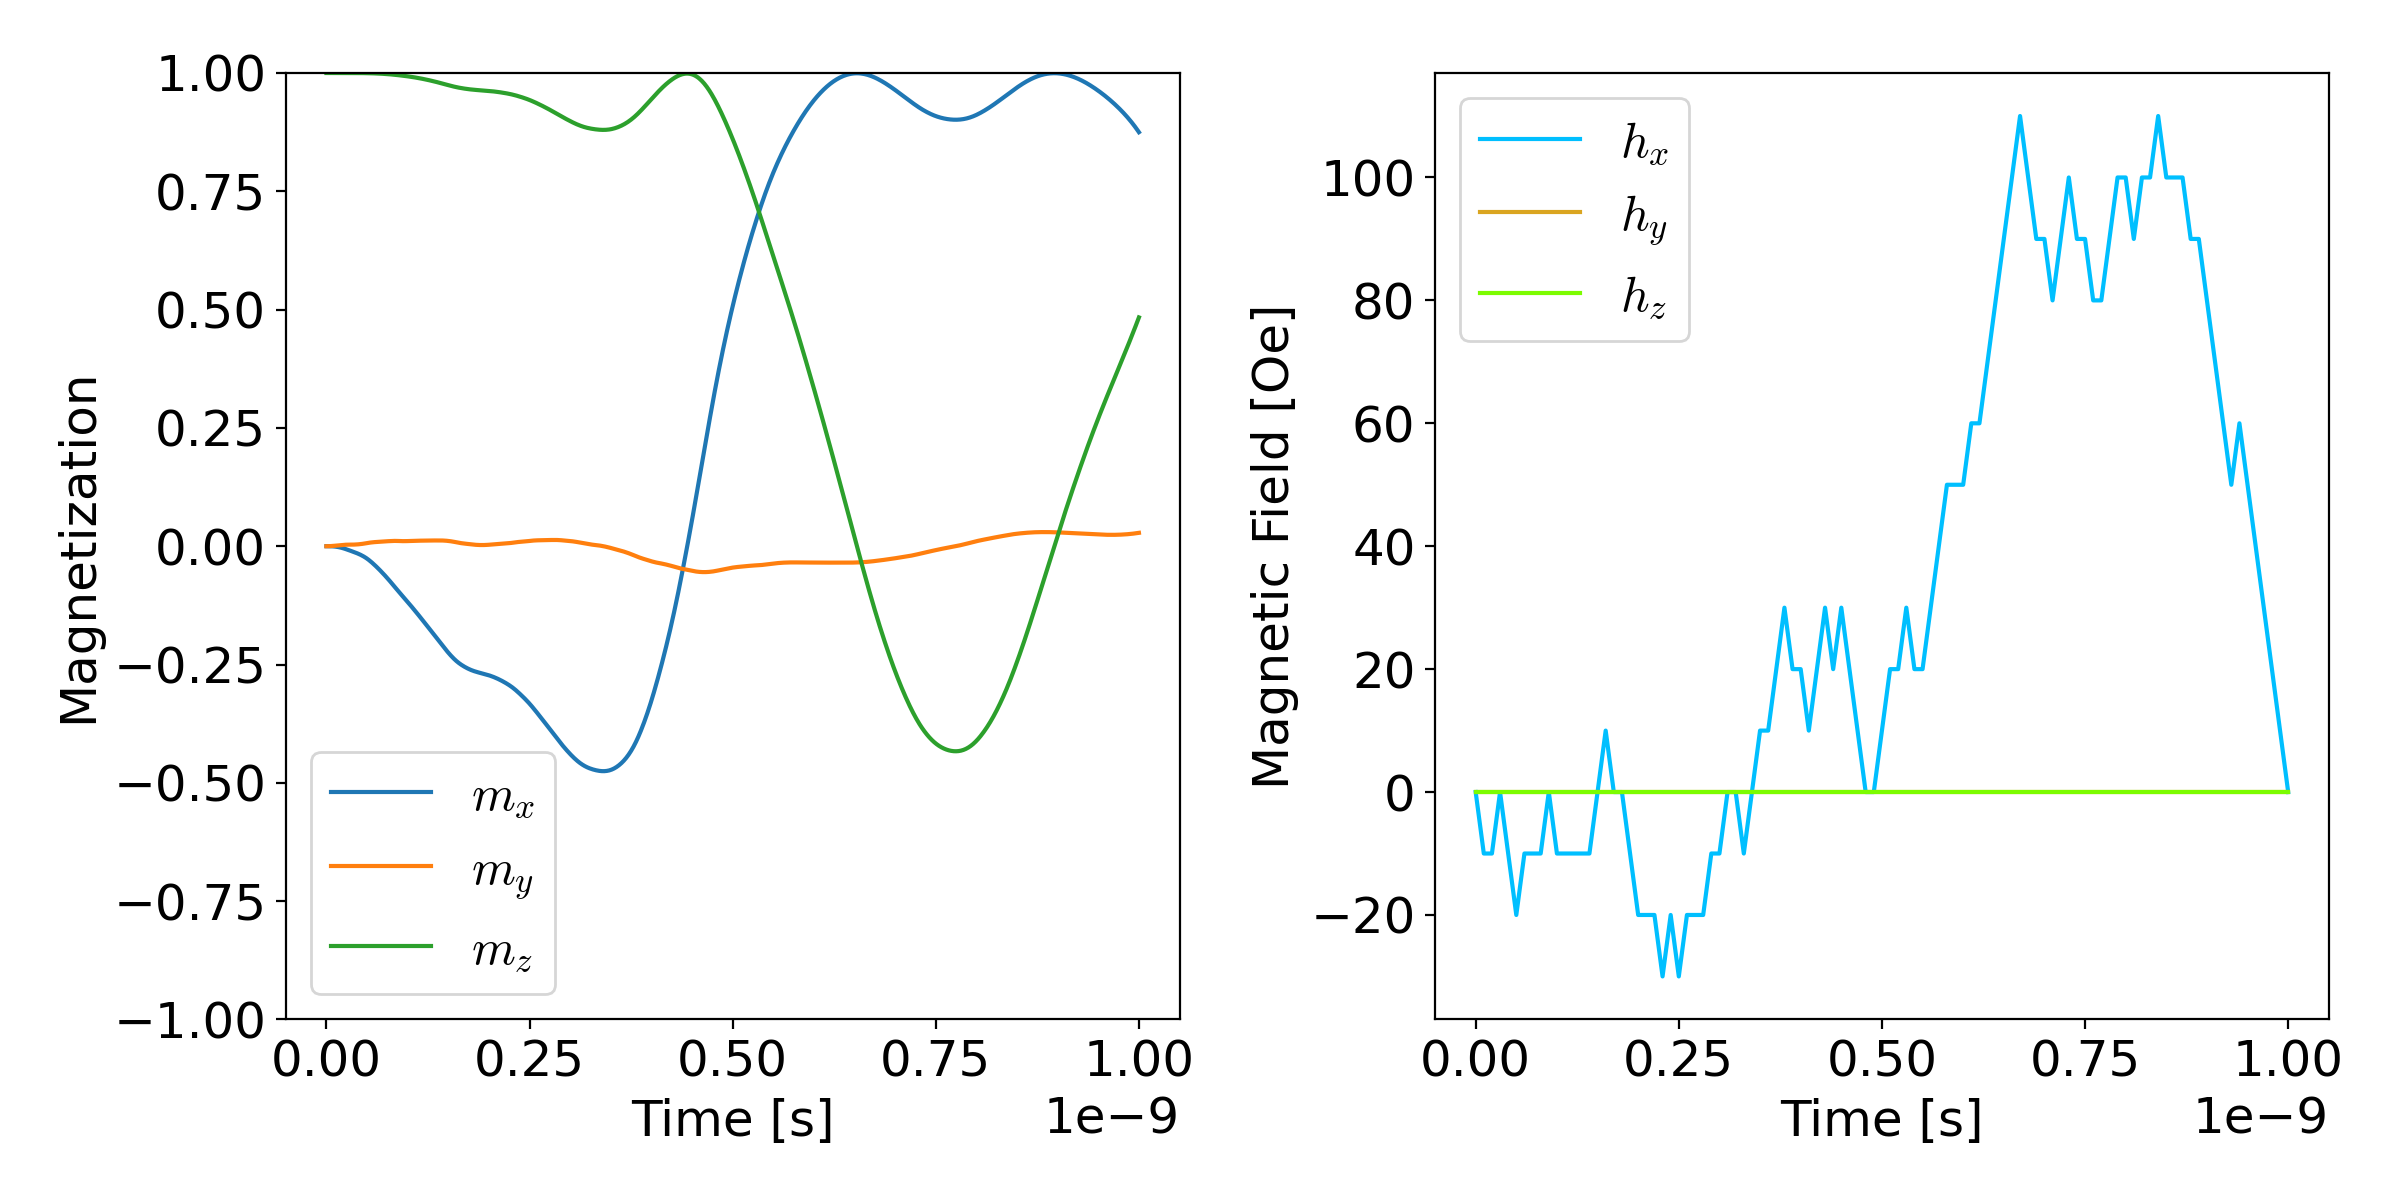 Magnetization
1.00
0.75
0.50
0.25
0.00
−0.25
−0.50
−0.75
−1.00
m_x
m_y
m_z
0.00 0.25 0.50 0.75 1.00
Time [s]
1e−9
Magnetic Field [Oe]
100
80
60
40
20
0
−20
h_x
h_y
h_z
0.00 0.25 0.50 0.75 1.00
Time [s]
1e−9